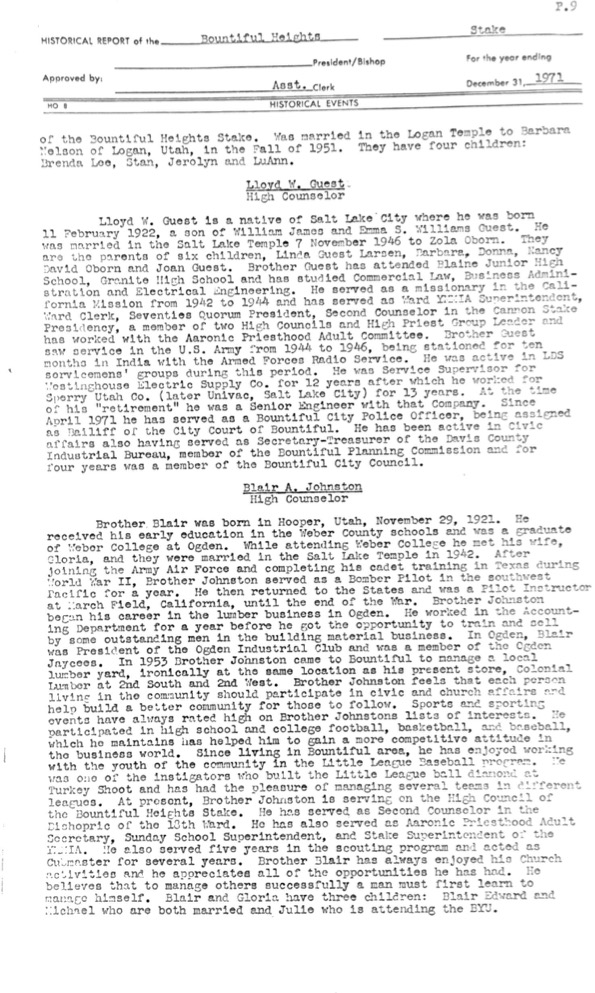 P.9
Stake
HISTORICAL REPORT of the Bountiful Heights
President/Bishop For the year ending
Approved by:
Asst. Clerk December 31, 1971
HO 8 HISTORICAL EVENTS
of the Bountiful Heights Stake. Was married in the Logan Temple to Barbara
Nelson of Logan, Utah, in the Fall of 1951. They have four children:
Brenda Lee, Stan, Jerolyn and LuAnn.
Lloyd W. Guest
High Counselor
Lloyd W. Guest is a native of Salt Lake City where he was born
11 February 1922, a son of William James and Emma S. Williams Guest. He
was married in the Salt Lake Temple 7 November 1946 to Zola Oborn. They
are the parents of six children, Linda Guest Larsen, Barbara, Donna, Nancy
David Oborn and Joan Guest. Brother Guest has attended Blaine Junior High
School, Granite High School and has studied Commercial Law, Business Admini-
stration and Electrical Engineering. He served as a missionary in the Cali-
fornia Mission from 1942 to 1944 and has served as Ward YMMIA Superintendent,
Ward Clerk, Seventies Quorum President, Second Counselor in the Cannon Stake
Presidency, a member of two High Councils and High Priest Group Leader and
has worked with the Aaronic Priesthood Adult Committee. Brother Guest
saw service in the U.S. Army from 1944 to 1946, being stationed for ten
months in India with the Armed Forces Radio Service. He was active in LDS
servicemens' groups during this period. He was Service Supervisor for
Westinghouse Electric Supply Co. for 12 years after which he worked for
Sperry Utah Co. (later Univac, Salt Lake City) for 13 years. At the time
of his "retirement" he was a Senior Engineer with that Company. Since
April 1971 he has served as a Bountiful City Police Officer, being assigned
as Bailiff of the City Court of Bountiful. He has been active in Civic
affairs also having served as Secretary-Treasurer of the Davis County
Industrial Bureau, member of the Bountiful Planning Commission and for
four years was a member of the Bountiful City Council.
Blair A. Johnston
High Counselor
Brother Blair was born in Hooper, Utah, November 29, 1921. He
received his early education in the Weber County schools and was a graduate
of Weber College at Ogden. While attending Weber College he met his wife,
Gloria, and they were married in the Salt Lake Temple in 1942. After
joining the Army Air Force and completing his cadet training in Texas during
World War II, Brother Johnston served as a Bomber Pilot in the southwest
Pacific for a year. He then returned to the States and was a Pilot Instructor
at March Field, California, until the end of the War. Brother Johnston
began his career in the lumber business in Ogden. He worked in the Account-
ing Department for a year before he got the opportunity to train and sell
by some outstanding men in the building material business. In Ogden, Blair
was President of the Ogden Industrial Club and was a member of the Ogden
Jaycees. In 1953 Brother Johnston came to Bountiful to manage a local
lumber yard, ironically at the same location as his present store, Colonial
Lumber at 2nd South and 2nd West. Brother Johnston feels that each person
living in the community should participate in civic and church affairs and
help build a better community for those to follow. Sports and sporting
events have always rated high on Brother Johnstons lists of interests. He
participated in high school and college football, basketball, and baseball,
which he maintains has helped him to gain a more competitive attitude in
the business world. Since living in Bountiful area, he has enjoyed working
with the youth of the community in the Little League Baseball program. He
was one of the instigators who built the Little League ball diamond at
Turkey Shoot and has had the pleasure of managing several teams in different
leagues. At present, Brother Johnston is serving on the High Council of
the Bountiful Heights Stake. He has served as Second Counselor in the
Bishopric of the 13th Ward. He has also served as Aaronic Priesthood Adult
Secretary, Sunday School Superintendent, and Stake Superintendent of the
YMMIA. He also served five years in the scouting program and acted as
Cubmaster for several years. Brother Blair has always enjoyed his Church
activities and he appreciates all of the opportunities he has had. He
believes that to manage others successfully a man must first learn to
manage himself. Blair and Gloria have three children: Blair Edward and
Michael who are both married and Julie who is attending the BYU.